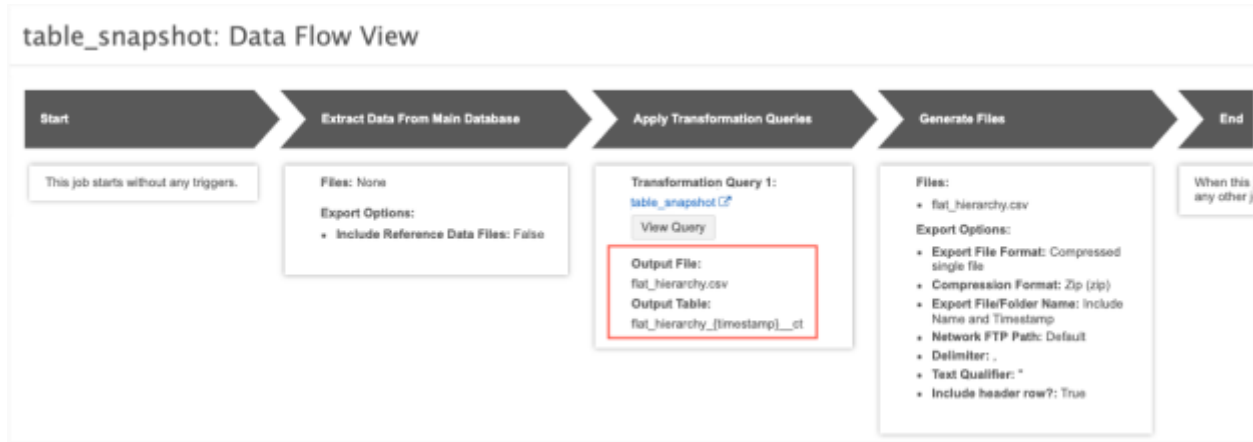 table_snapshot: Data Flow View
Start
Extract Data From Main Database
Apply Transformation Queries
Generate Files
End
This job starts without any triggers.
Files: None
Export Options:
• Include Reference Data Files: False
Transformation Query 1:
table_snapshot
View Query
Output File:
flat_hierarchy.csv
Output Table:
flat_hierarchy_{timestamp}__ct
Files:
• flat_hierarchy.csv
Export Options:
• Export File Format: Compressed
single file
• Compression Format: Zip (zip)
• Export File/Folder Name: Include
Name and Timestamp
• Network FTP Path: Default
• Delimiter: ,
• Text Qualifier: "
• Include header row?: True
When this
any other j